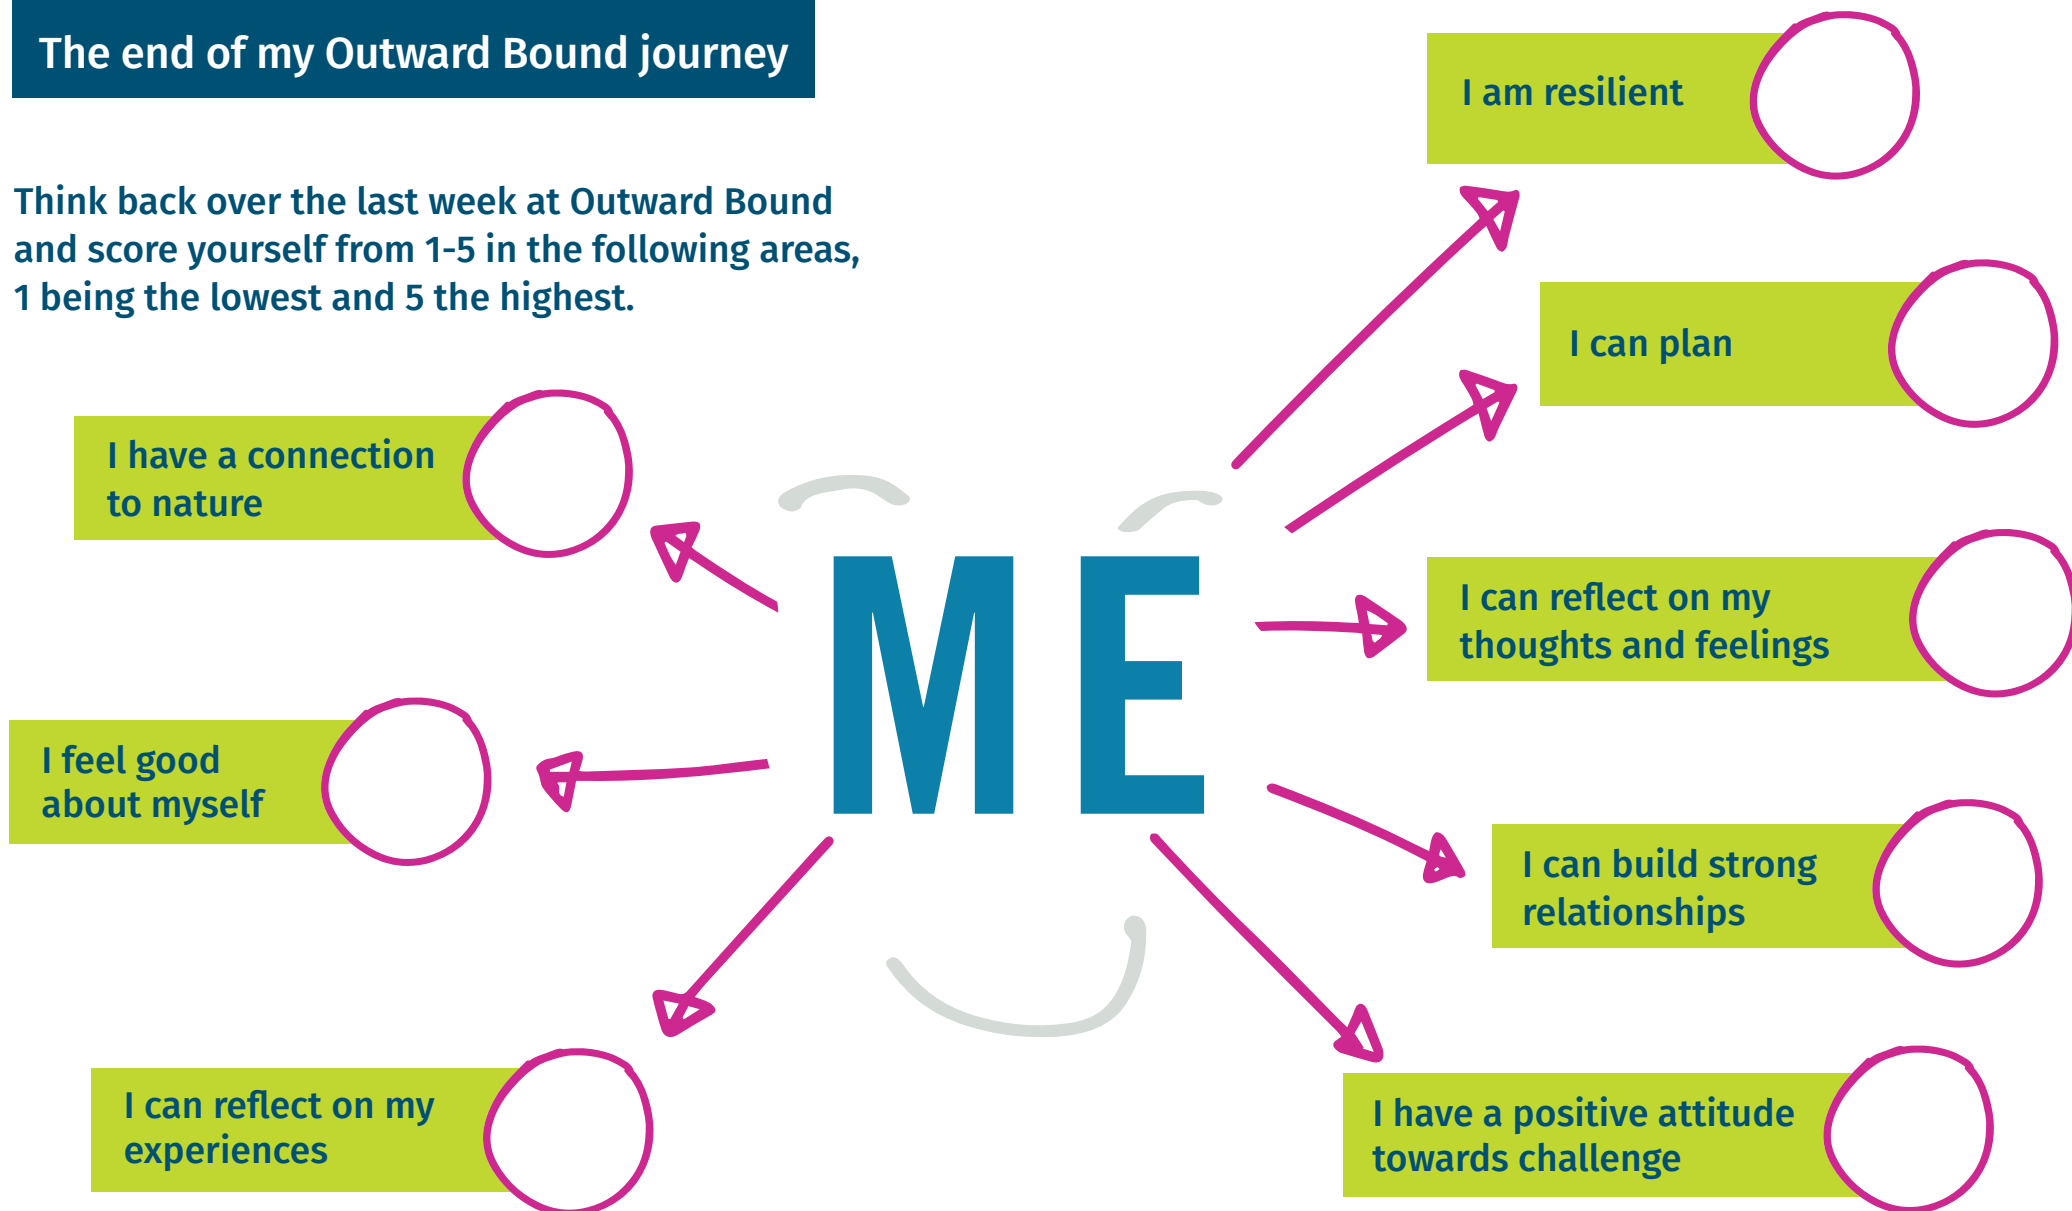 The end of my Outward Bound journey
Think back over the last week at Outward Bound
and score yourself from 1-5 in the following areas,
1 being the lowest and 5 the highest.
I am resilient
I can plan
I have a connection
to nature
ME
I can reflect on my
thoughts and feelings
I feel good
about myself
I can build strong
relationships
I can reflect on my
experiences
I have a positive attitude
towards challenge